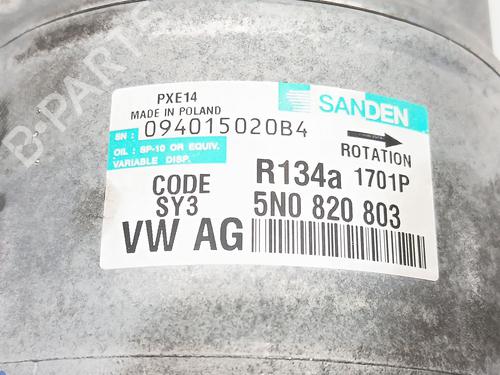 PXE14
MADE IN POLAND
SANDEN
SN: 094015020B4
OIL: SP-10 OR EQUIV.
VARIABLE DISP.
ROTATION
CODE
SY3
R134a 1701P
5N0 820 803
VW AG
B-PARTS